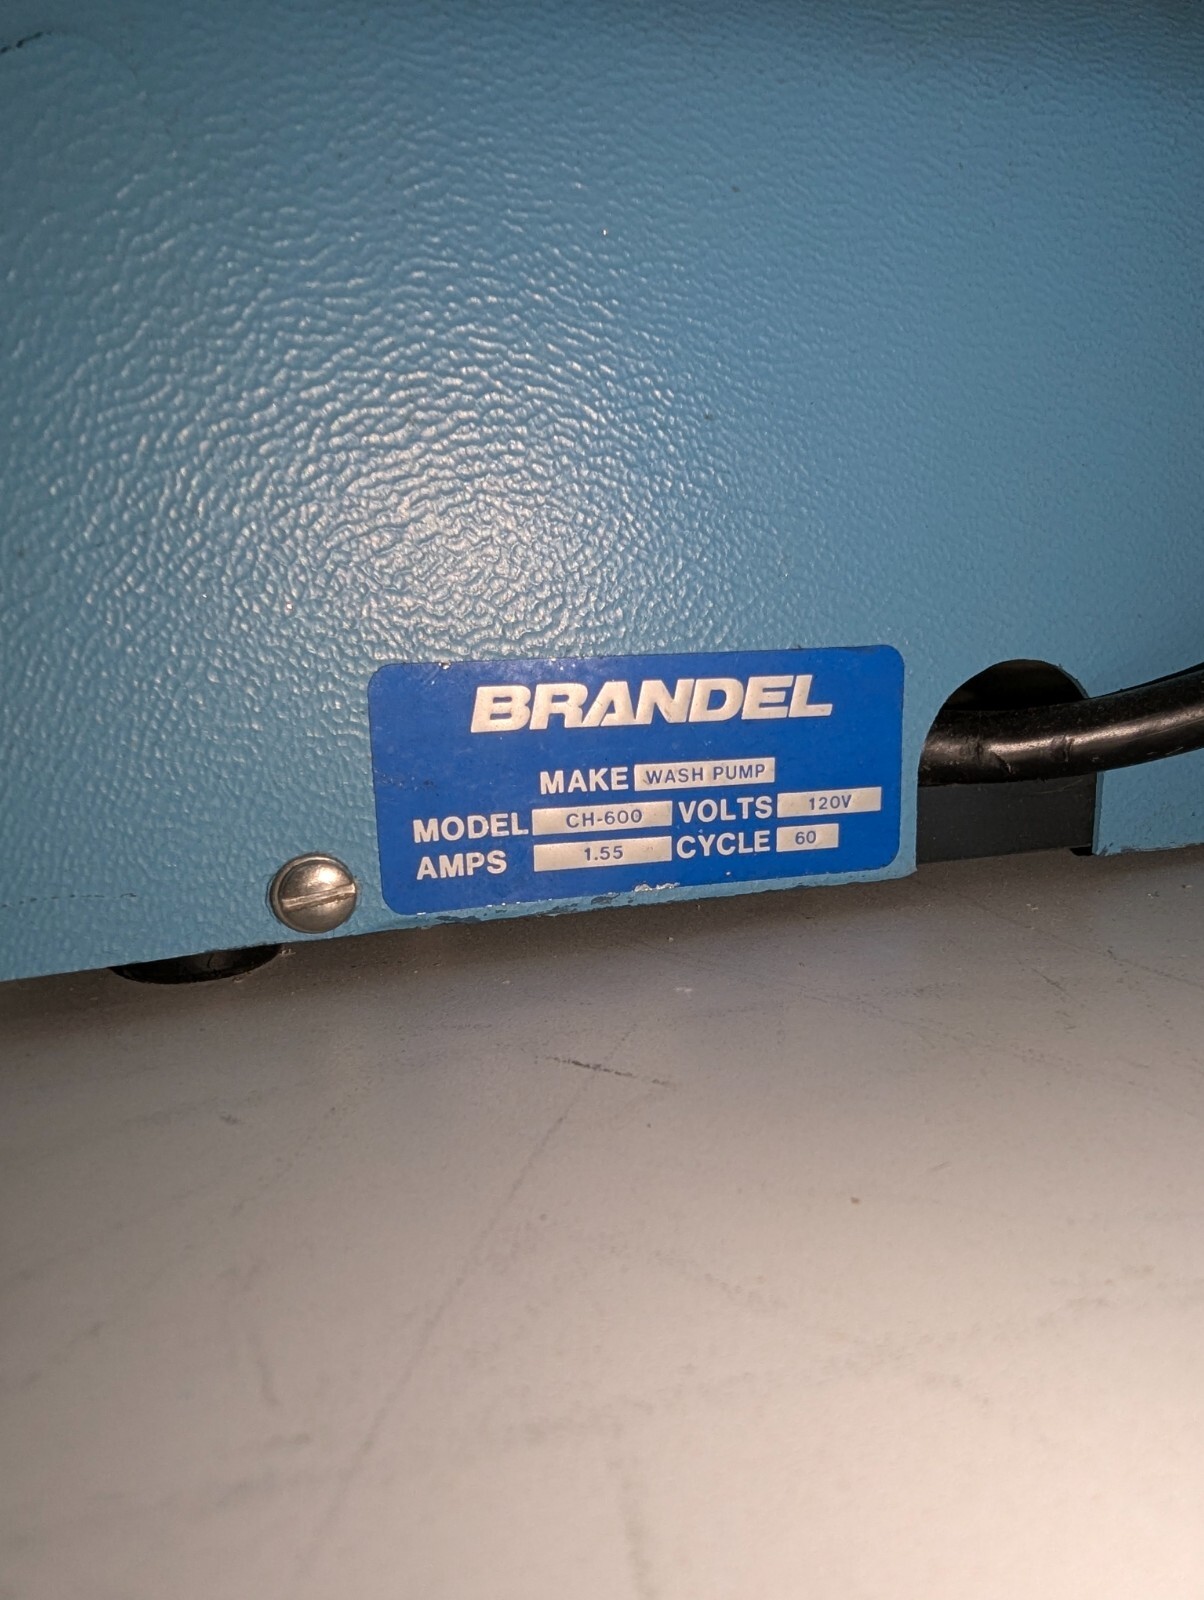 BRANDEL
MAKE WASH PUMP
MODEL CH-600 VOLTS 120V
AMPS 1.55 CYCLE 60